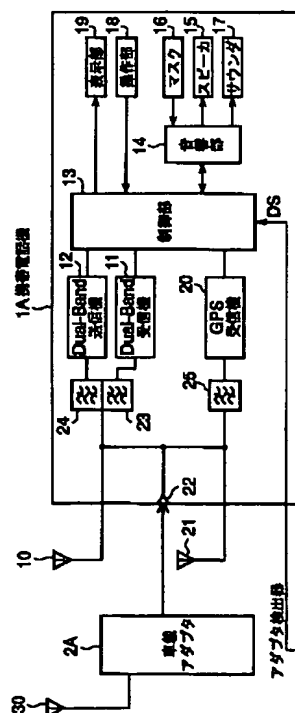 1A携帯電話機
19
表示部
18
操作部
16
マスク
15
スピーカ
17
サウンダ
14
音響部
13
制御部
DS
12
Dual-Band
送信機
11
Dual-Band
受信機
20
GPS
受信機
24
23
25
22
10
21
30
2A
車載
アダプタ
アダプタ検出器